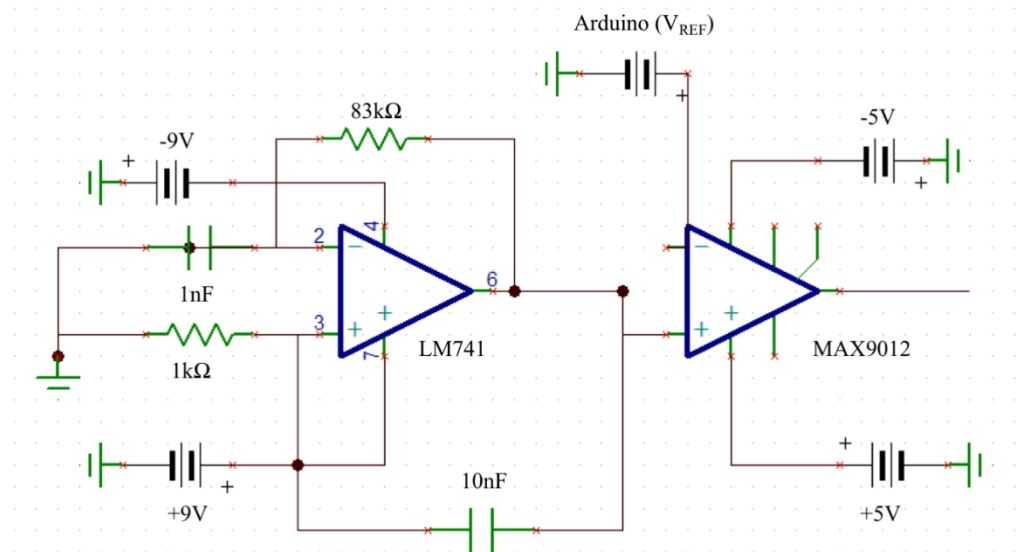 Arduino (VREF)
+
83kΩ
-9V
+
-5V
+
4
2
−
−
1nF
6
+
+
3
+
+
LM741
MAX9012
7
1kΩ
+
+
10nF
+9V
+5V